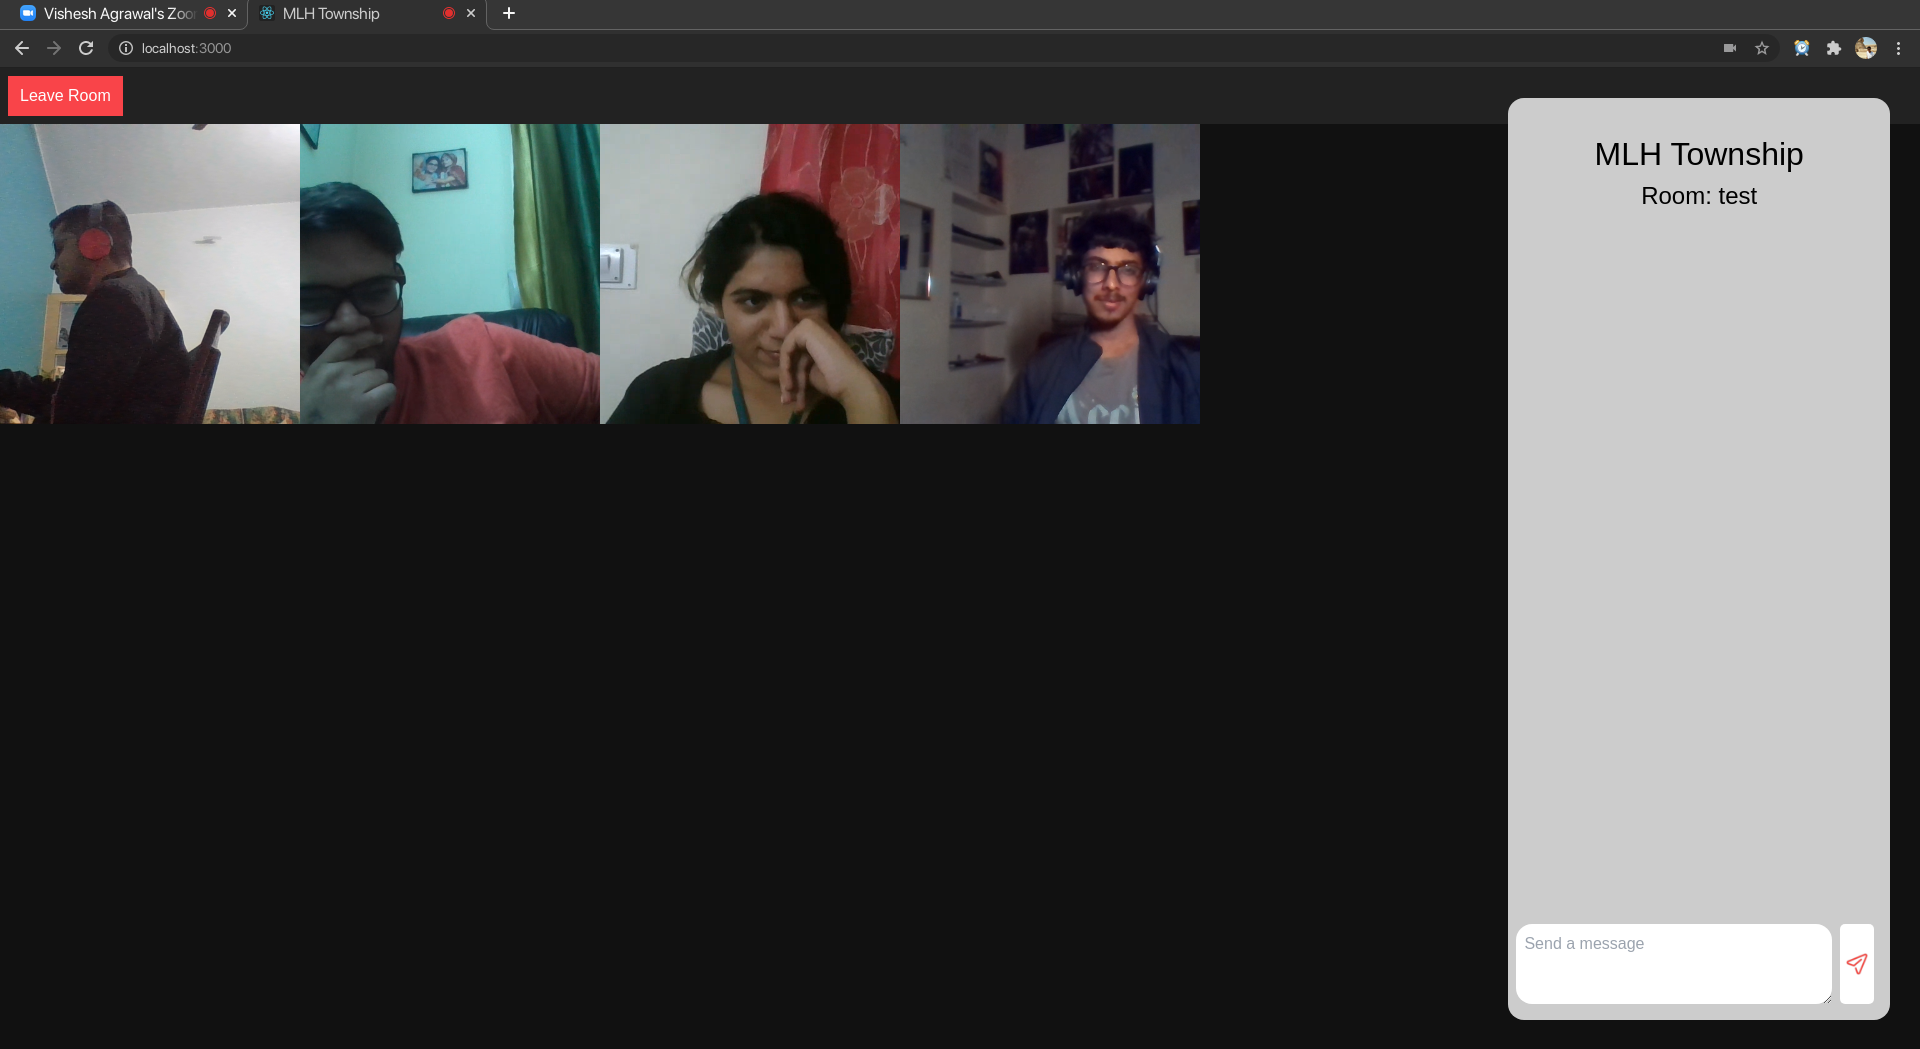 Vishesh Agrawal's Zoo
MLH Township
localhost:3000
Leave Room
MLH Township
Room: test
Send a message